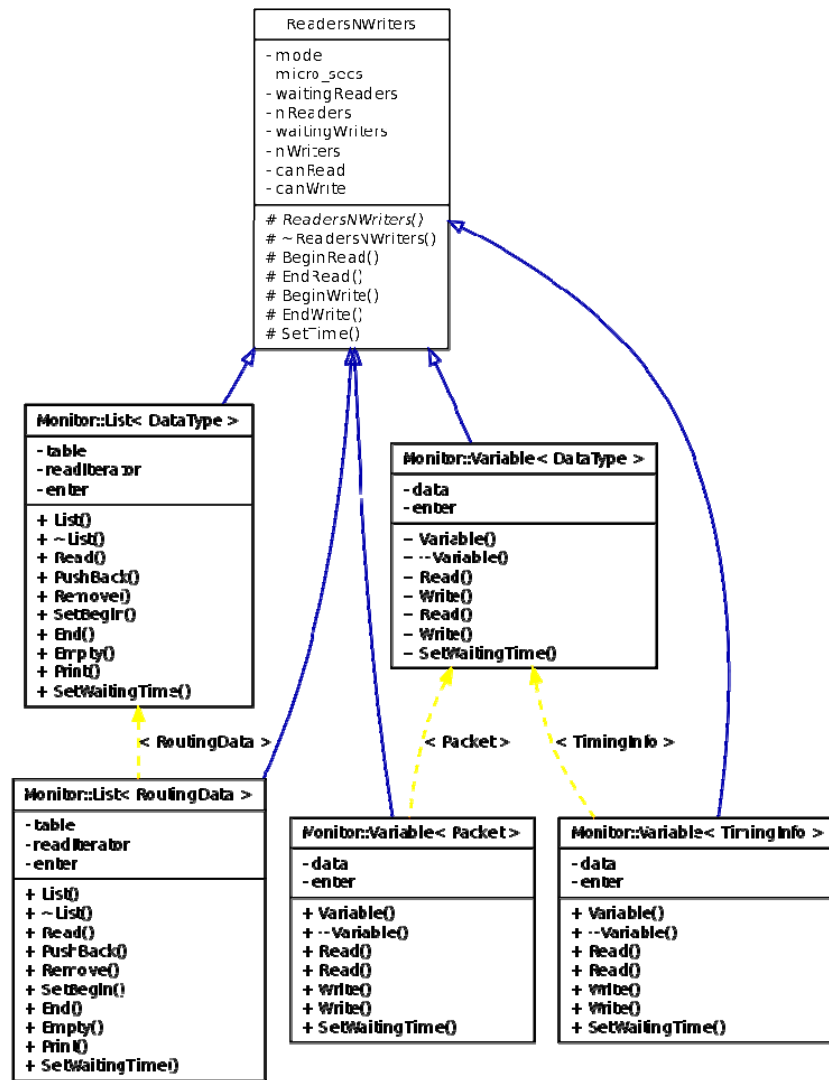 ReadersNWriters
- mode
micro_secs
- waitingReaders
- nReaders
- waitingWriters
- nWriters
- canRead
- canWrite
# ReadersNWriters()
# ~ReadersNWriters()
# BeginRead()
# EndRead()
# BeginWrite()
# EndWrite()
# SetTime()
Monitor::List< DataType >
- table
- readIterator
- enter
+ List()
+ ~List()
+ Read()
+ PushBack()
+ Remove()
+ SetBegin()
+ End()
+ Empty()
+ Print()
+ SetWaitingTime()
Monitor::Variable< DataType >
- data
- enter
- Variable()
- ~Variable()
- Read()
- Write()
- Read()
- Write()
- SetWaitingTime()
< RoutingData >
< Packet >
< TimingInfo >
Monitor::List< RoutingData >
- table
- readIterator
- enter
+ List()
+ ~List()
+ Read()
+ PushBack()
+ Remove()
+ SetBegin()
+ End()
+ Empty()
+ Print()
+ SetWaitingTime()
Monitor::Variable< Packet >
- data
- enter
+ Variable()
+ ~Variable()
+ Read()
+ Read()
+ Write()
+ Write()
+ SetWaitingTime()
Monitor::Variable< TimingInfo >
- data
- enter
+ Variable()
+ ~Variable()
+ Read()
+ Read()
+ Write()
+ Write()
+ SetWaitingTime()